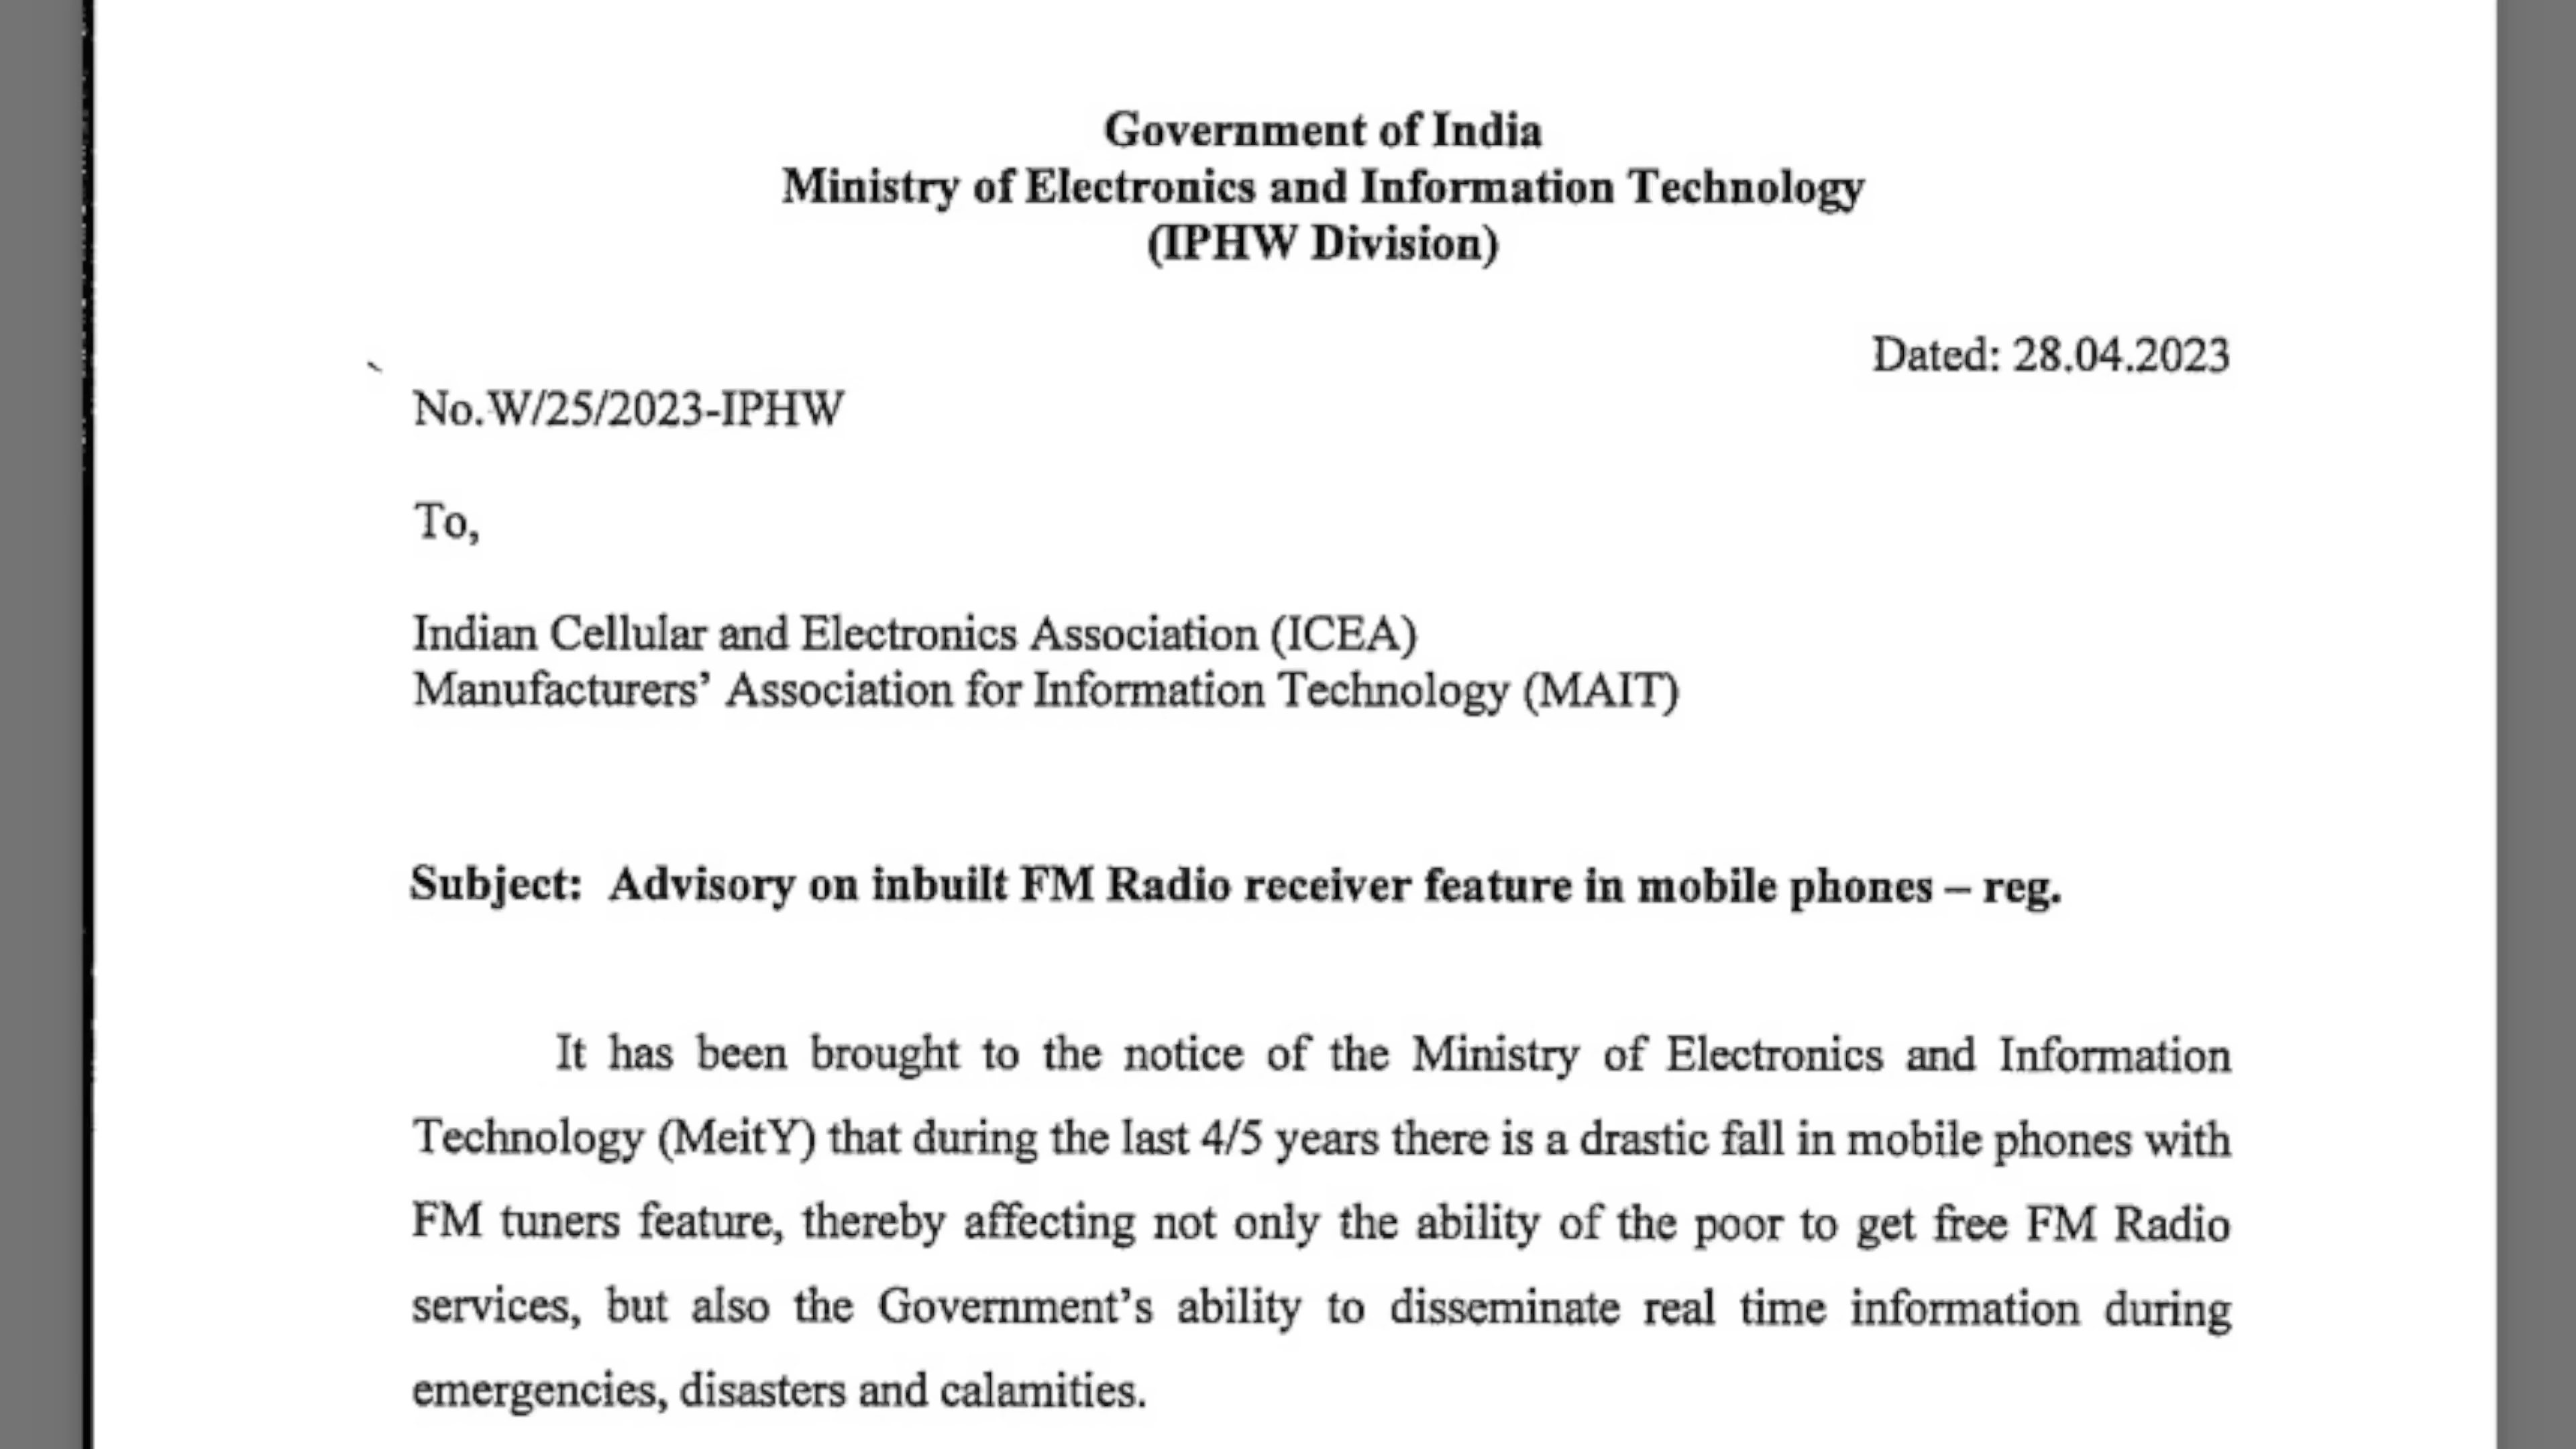 Government of India
Ministry of Electronics and Information Technology
(IPHW Division)
Dated: 28.04.2023
No.W/25/2023-IPHW
To,
Indian Cellular and Electronics Association (ICEA)
Manufacturers’ Association for Information Technology (MAIT)
Subject: Advisory on inbuilt FM Radio receiver feature in mobile phones – reg.
It has been brought to the notice of the Ministry of Electronics and Information
Technology (MeitY) that during the last 4/5 years there is a drastic fall in mobile phones with
FM tuners feature, thereby affecting not only the ability of the poor to get free FM Radio
services, but also the Government’s ability to disseminate real time information during
emergencies, disasters and calamities.